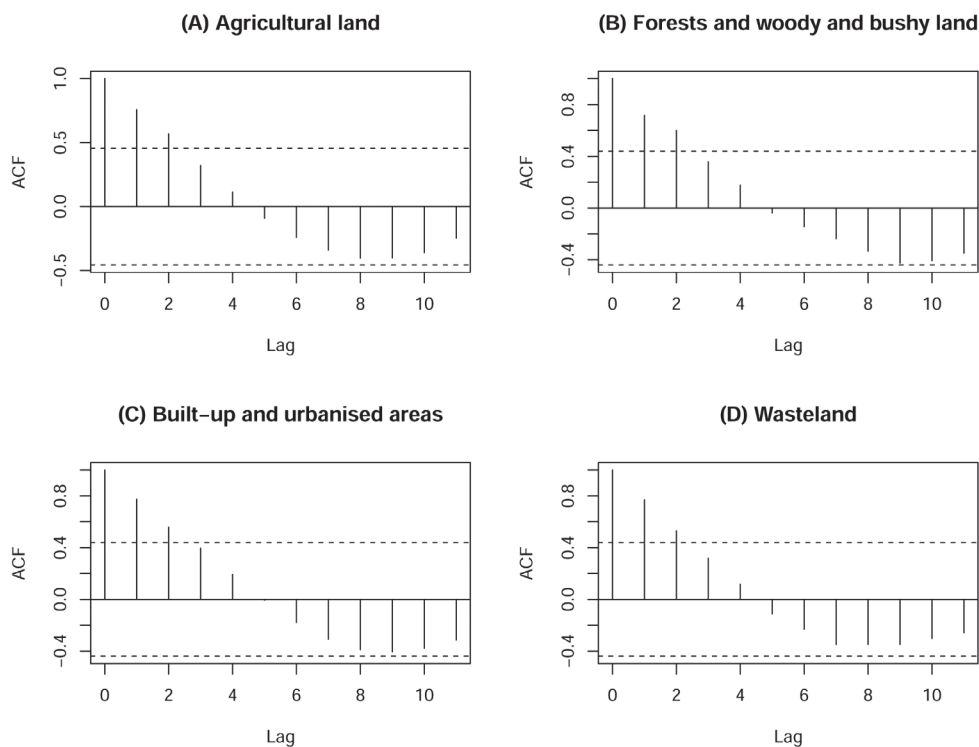 (A) Agricultural land
ACF
1.0
0.5
0.0
−0.5
0 2 4 6 8 10
Lag
(B) Forests and woody and bushy land
ACF
0.8
0.4
0.0
−0.4
0 2 4 6 8 10
Lag
(C) Built−up and urbanised areas
ACF
0.8
0.4
0.0
−0.4
0 2 4 6 8 10
Lag
(D) Wasteland
ACF
0.8
0.4
0.0
−0.4
0 2 4 6 8 10
Lag